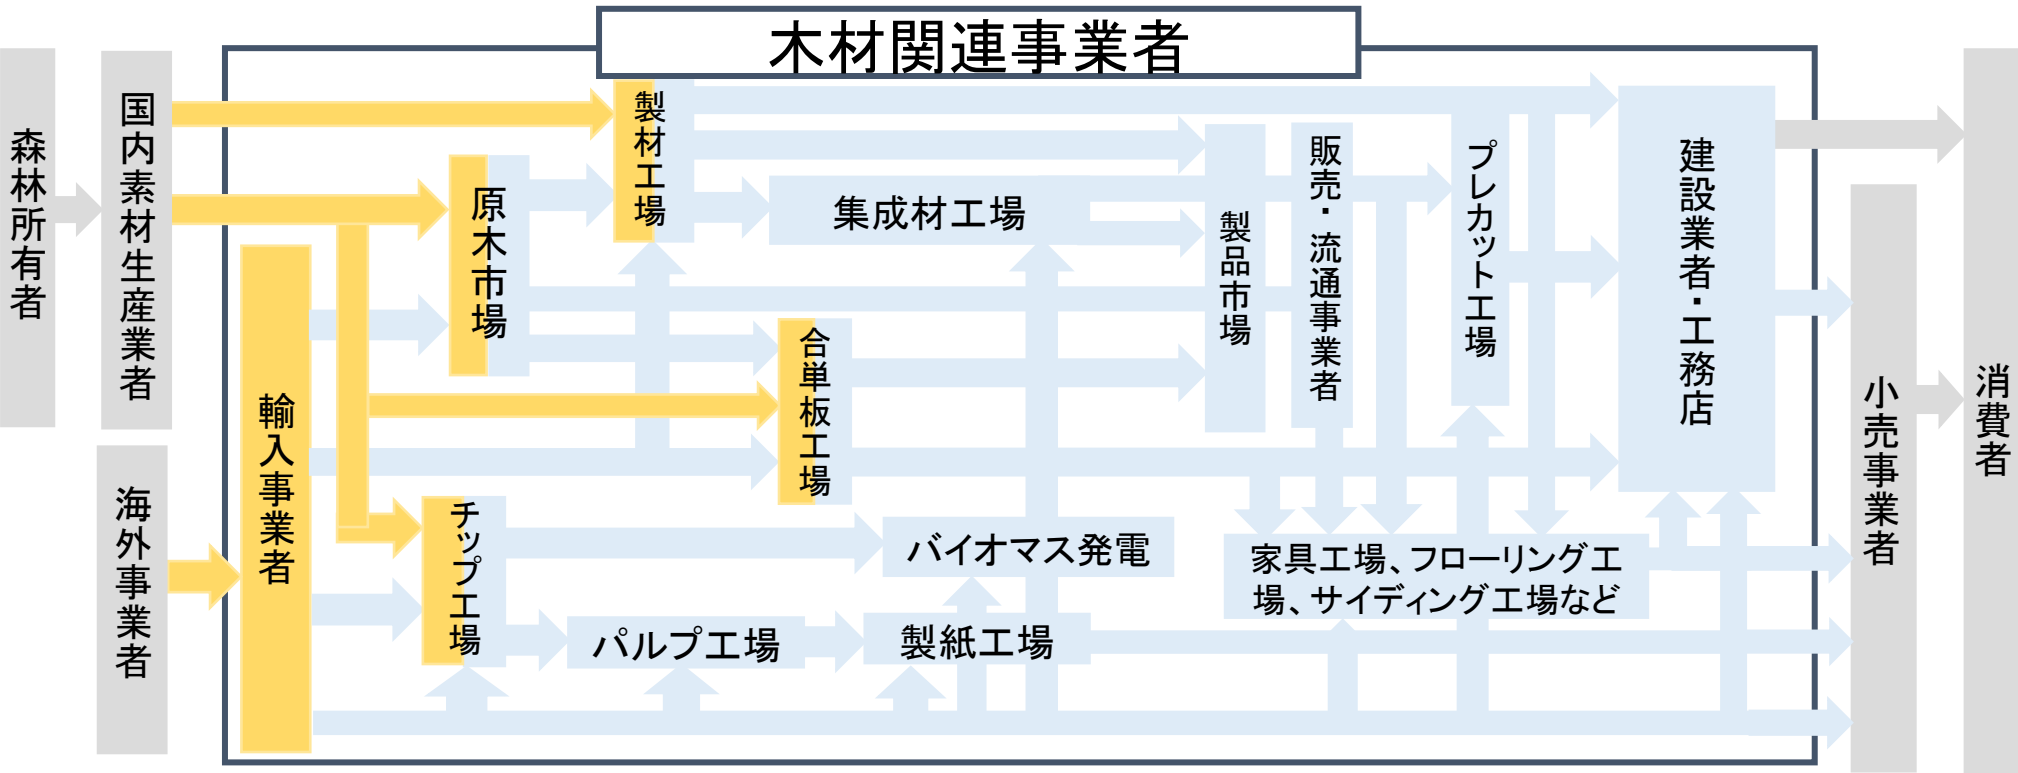 木材関連事業者
森林所有者
国内素材生産業者
海外事業者
輸入事業者
原木市場
製材工場
集成材工場
合単板工場
チップ工場
パルプ工場
バイオマス発電
製紙工場
製品市場
販売・流通事業者
プレカット工場
家具工場、フローリング工
場、サイディング工場など
建設業者・工務店
小売事業者
消費者